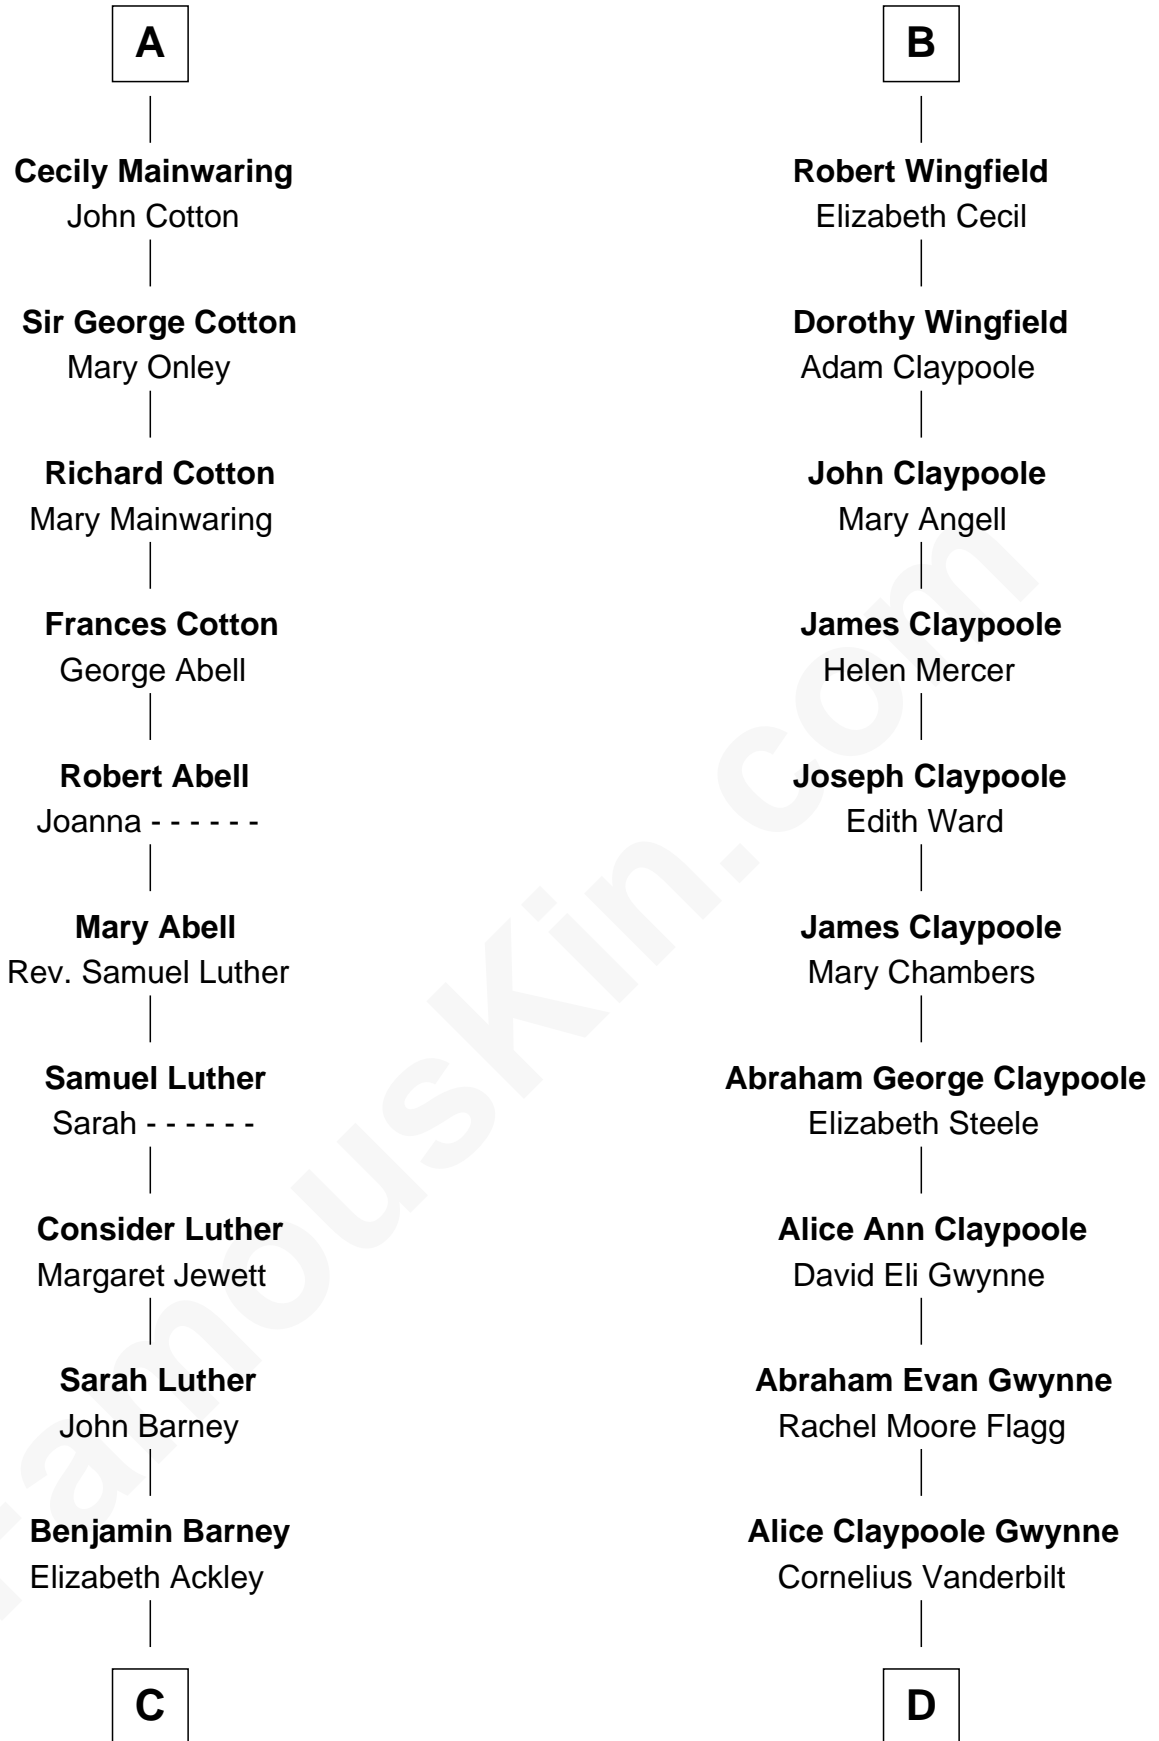 A
Cecily Mainwaring
John Cotton
Sir George Cotton
Mary Onley
Richard Cotton
Mary Mainwaring
Frances Cotton
George Abell
Robert Abell
Joanna - - - - - -
Mary Abell
Rev. Samuel Luther
Samuel Luther
Sarah - - - - - -
Consider Luther
Margaret Jewett
Sarah Luther
John Barney
Benjamin Barney
Elizabeth Ackley
C
B
Robert Wingfield
Elizabeth Cecil
Dorothy Wingfield
Adam Claypoole
John Claypoole
Mary Angell
James Claypoole
Helen Mercer
Joseph Claypoole
Edith Ward
James Claypoole
Mary Chambers
Abraham George Claypoole
Elizabeth Steele
Alice Ann Claypoole
David Eli Gwynne
Abraham Evan Gwynne
Rachel Moore Flagg
Alice Claypoole Gwynne
Cornelius Vanderbilt
D
FamousKin.com